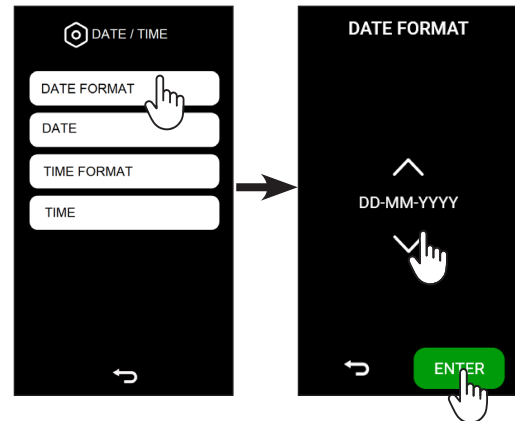 DATE / TIME
DATE FORMAT
DATE
TIME FORMAT
TIME
DATE FORMAT
DD-MM-YYYY
ENTER